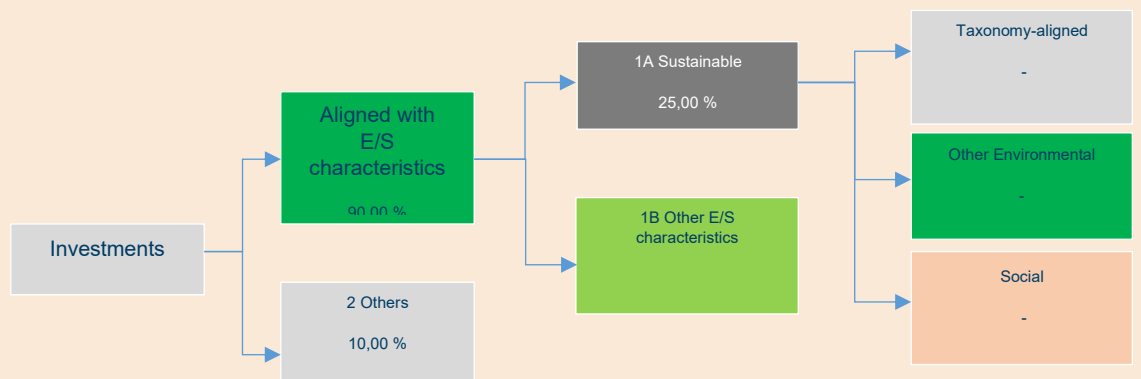 Investments
Aligned with
E/S
characteristics
90,00 %
2 Others
10,00 %
1A Sustainable
25,00 %
1B Other E/S
characteristics
Taxonomy-aligned
-
Other Environmental
-
Social
-